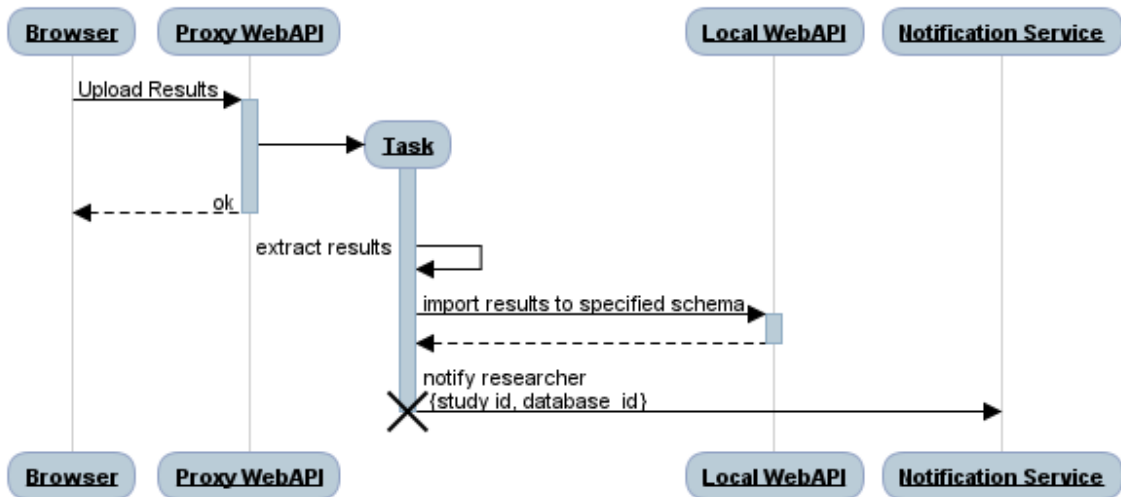 Browser
Proxy WebAPI
Local WebAPI
Notification Service
Upload Results
Task
ok
extract results
import results to specified schema
notify researcher
{study id, database_id}
Browser
Proxy WebAPI
Local WebAPI
Notification Service